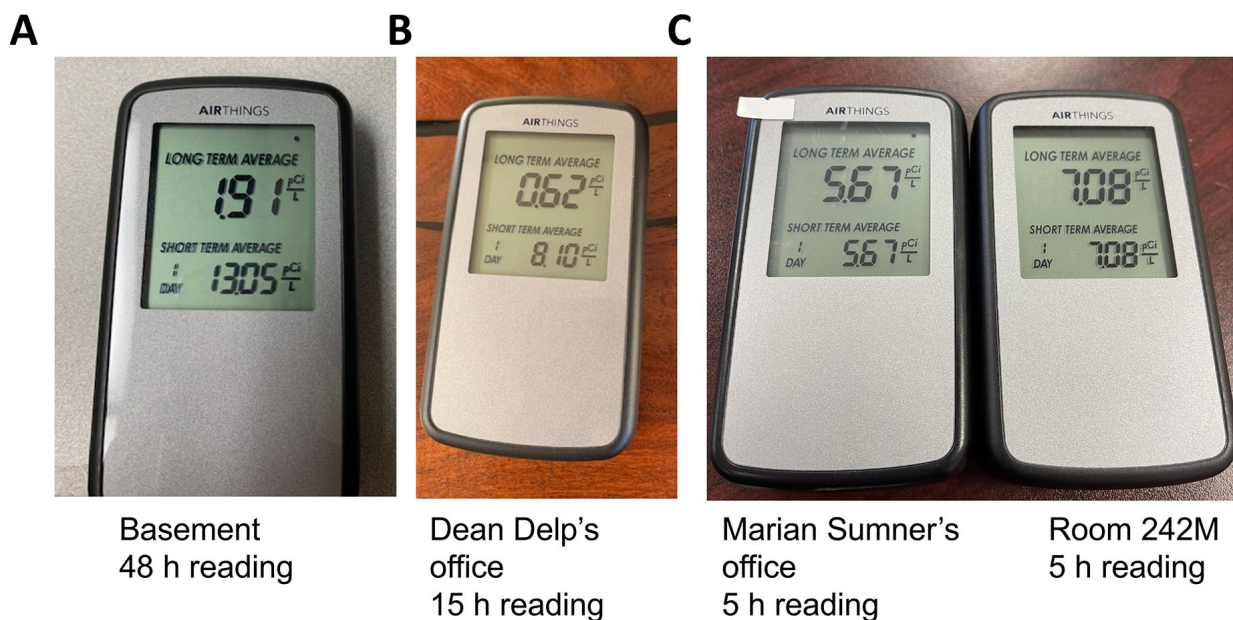 A
B
C
AIRTHINGS
LONG TERM AVERAGE
1.91 pCi/L
SHORT TERM AVERAGE
1 DAY 13.05 pCi/L
Basement
48 h reading
AIRTHINGS
LONG TERM AVERAGE
0.62 pCi/L
SHORT TERM AVERAGE
1 DAY 8.10 pCi/L
Dean Delp’s
office
15 h reading
AIRTHINGS
LONG TERM AVERAGE
5.67 pCi/L
SHORT TERM AVERAGE
1 DAY 5.67 pCi/L
Marian Sumner’s
office
5 h reading
AIRTHINGS
LONG TERM AVERAGE
7.08 pCi/L
SHORT TERM AVERAGE
1 DAY 7.08 pCi/L
Room 242M
5 h reading